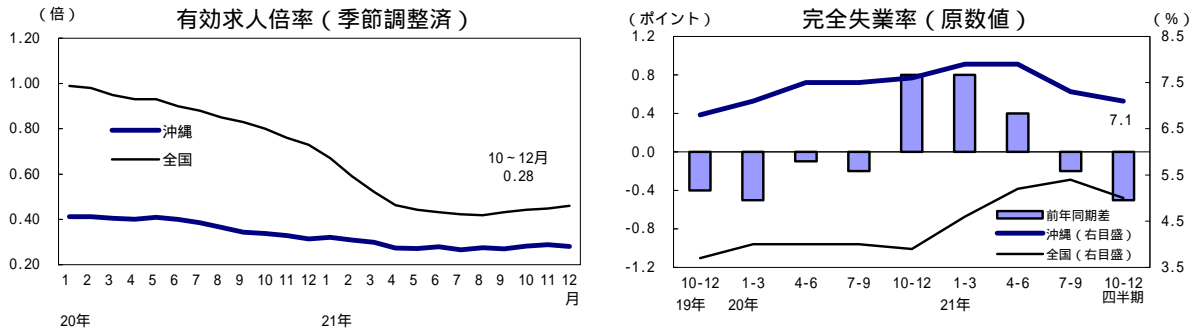 （倍）
有効求人倍率（季節調整済）
1.20
1.00
0.80
0.60
0.40
0.20
沖縄
全国
10～12月
0.28
1 2 3 4 5 6 7 8 9 10 11 12 1 2 3 4 5 6 7 8 9 10 11 12
月
20年 21年
（ポイント）
完全失業率（原数値）
（％）
1.2
0.8
0.4
0.0
-0.4
-0.8
-1.2
8.5
7.5
6.5
5.5
4.5
3.5
7.1
前年同期差
沖縄（右目盛）
全国（右目盛）
10-12 1-3 4-6 7-9 10-12 1-3 4-6 7-9 10-12
19年 20年 21年 四半期